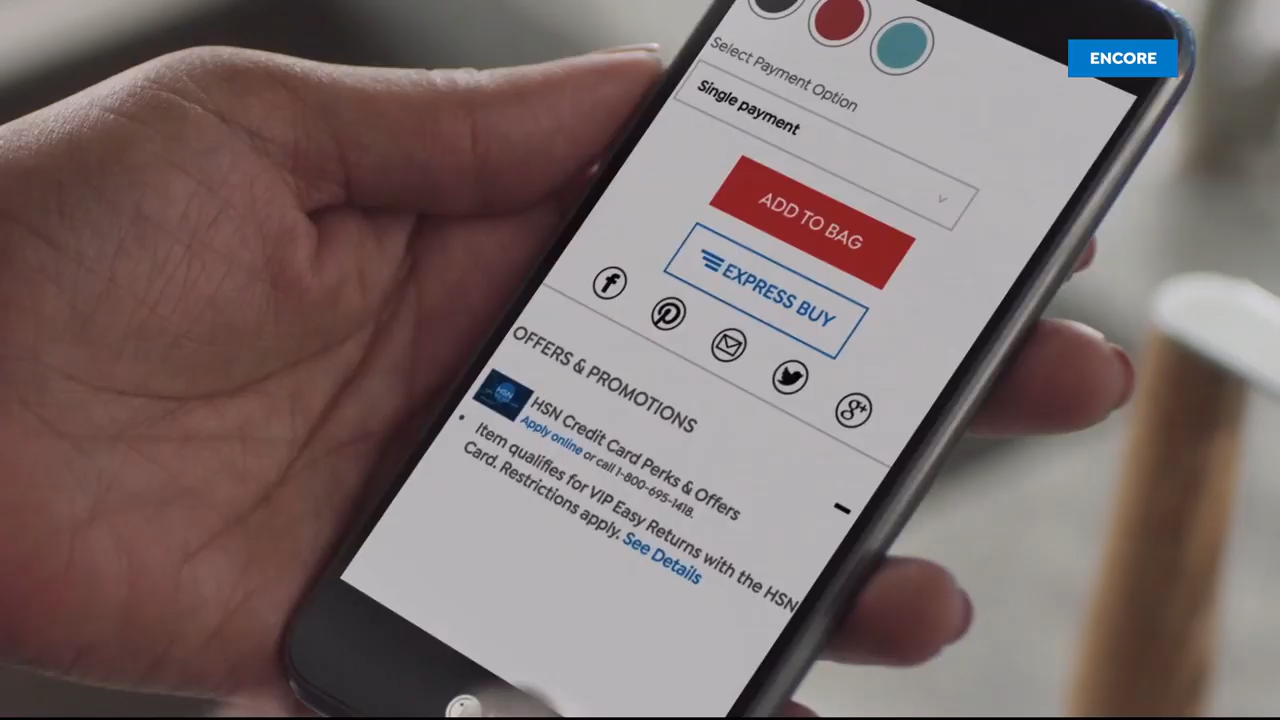 ENCORE
Select Payment Option
Single payment
ADD TO BAG
EXPRESS BUY
OFFERS & PROMOTIONS
HSN
HSN Credit Card Perks & Offers
Apply online or call 1-800-695-1418.
Item qualifies for VIP Easy Returns with the HSN
Card. Restrictions apply. See Details